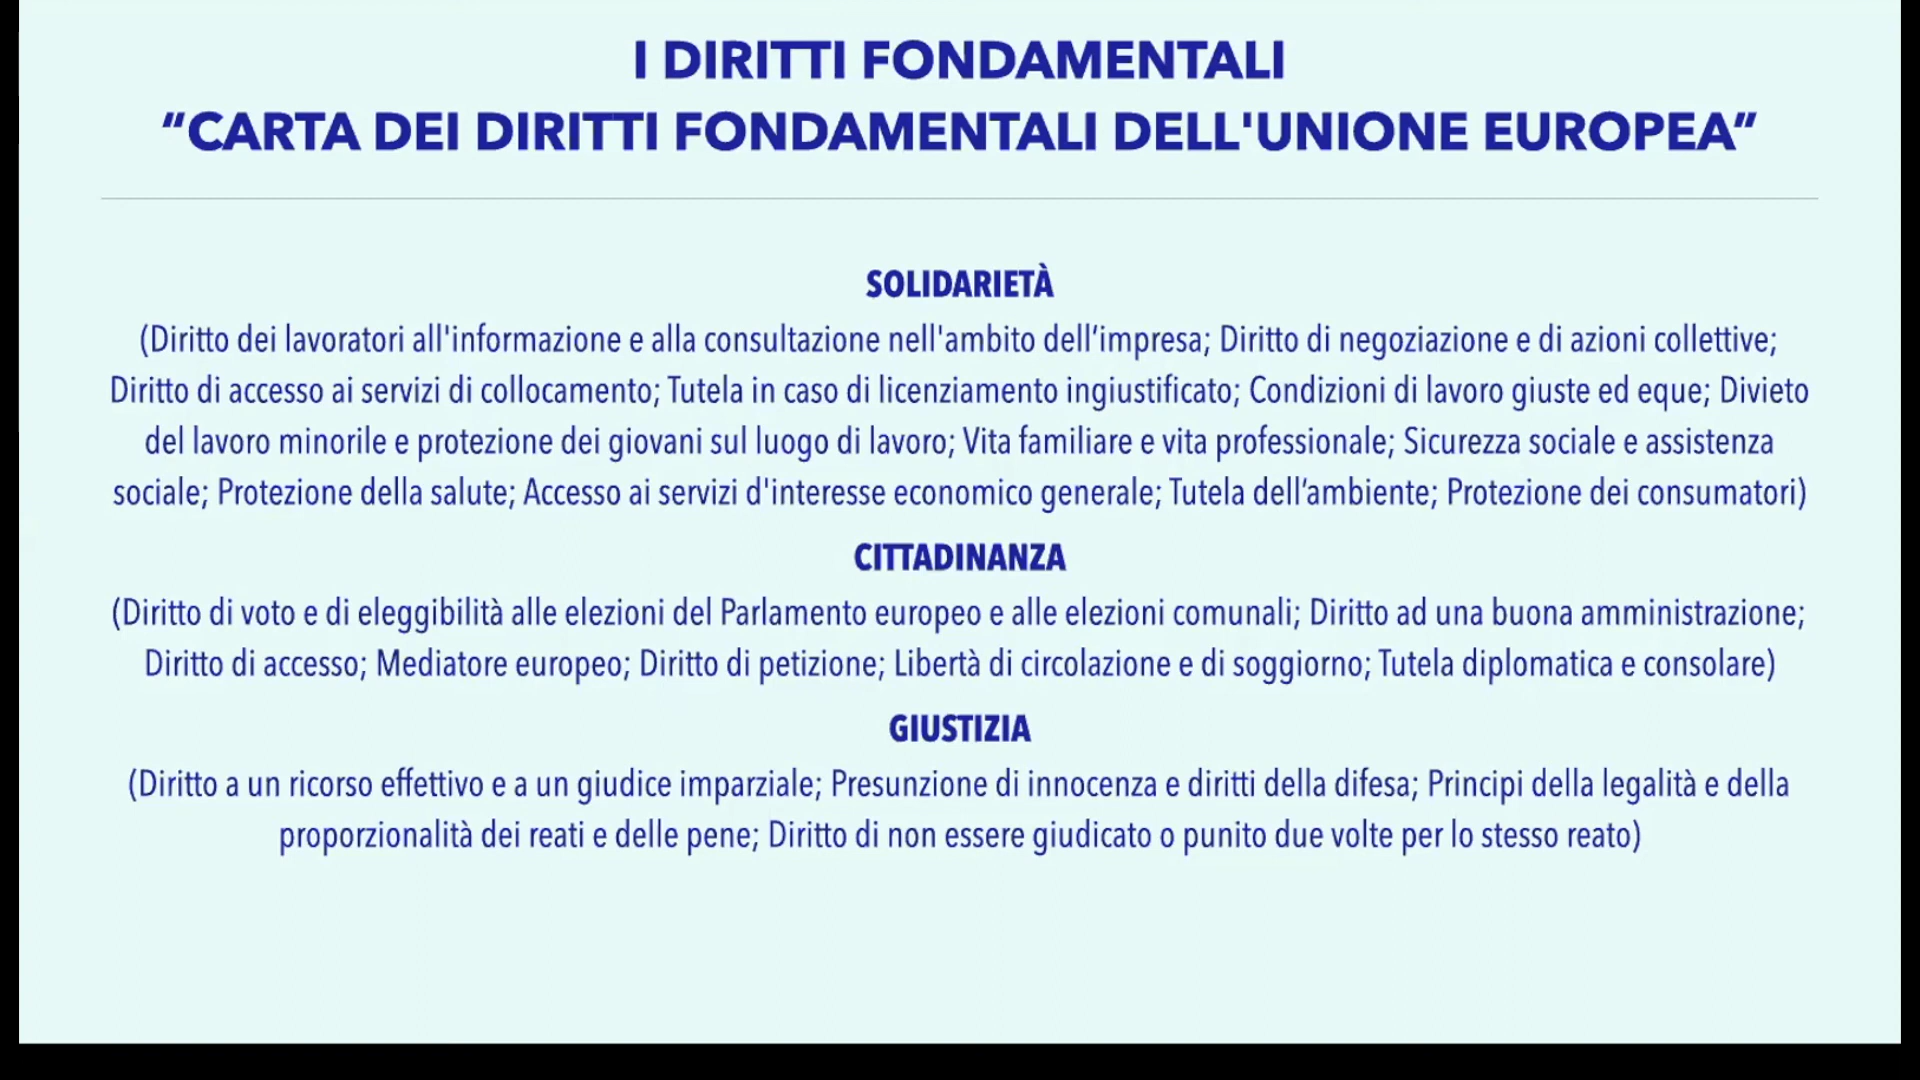 I DIRITTI FONDAMENTALI
“CARTA DEI DIRITTI FONDAMENTALI DELL'UNIONE EUROPEA”
SOLIDARIETÀ
(Diritto dei lavoratori all'informazione e alla consultazione nell'ambito dell’impresa; Diritto di negoziazione e di azioni collettive;
Diritto di accesso ai servizi di collocamento; Tutela in caso di licenziamento ingiustificato; Condizioni di lavoro giuste ed eque; Divieto
del lavoro minorile e protezione dei giovani sul luogo di lavoro; Vita familiare e vita professionale; Sicurezza sociale e assistenza
sociale; Protezione della salute; Accesso ai servizi d'interesse economico generale; Tutela dell’ambiente; Protezione dei consumatori)
CITTADINANZA
(Diritto di voto e di eleggibilità alle elezioni del Parlamento europeo e alle elezioni comunali; Diritto ad una buona amministrazione;
Diritto di accesso; Mediatore europeo; Diritto di petizione; Libertà di circolazione e di soggiorno; Tutela diplomatica e consolare)
GIUSTIZIA
(Diritto a un ricorso effettivo e a un giudice imparziale; Presunzione di innocenza e diritti della difesa; Principi della legalità e della
proporzionalità dei reati e delle pene; Diritto di non essere giudicato o punito due volte per lo stesso reato)